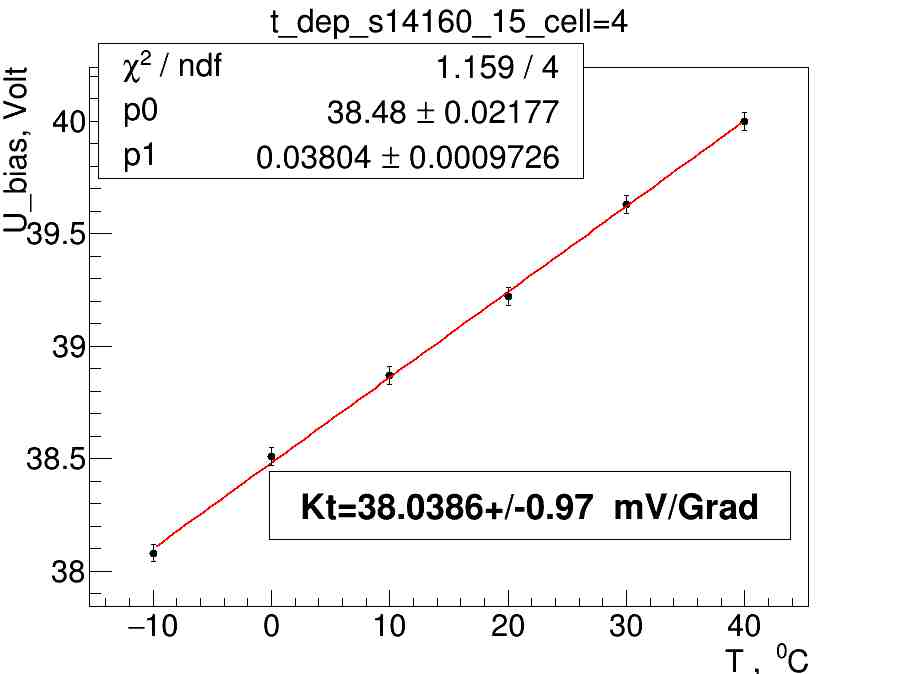 t_dep_s14160_15_cell=4
χ² / ndf 1.159 / 4
p0 38.48 ± 0.02177
p1 0.03804 ± 0.0009726
U_bias, Volt
40
39.5
39
38.5
38
Kt=38.0386+/-0.97 mV/Grad
−10 0 10 20 30 40
T , ⁰C